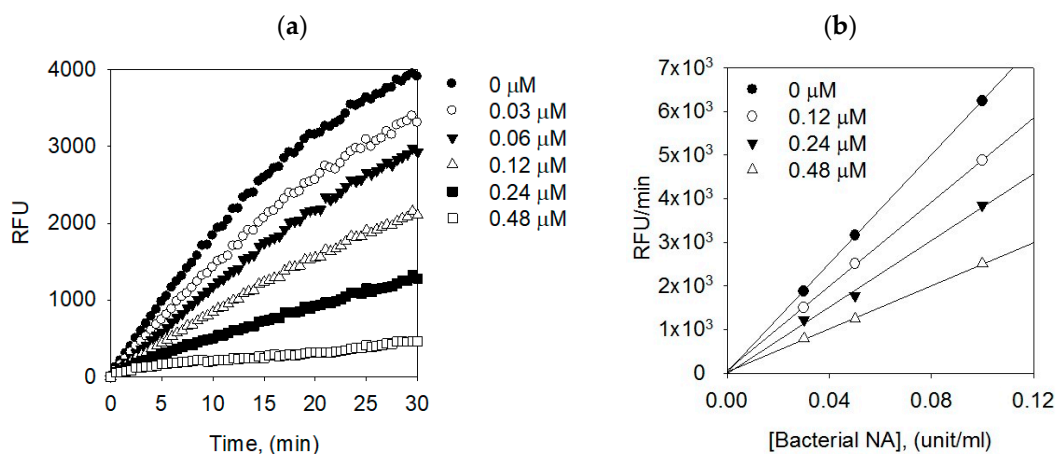 (a)
4000
3000
2000
1000
0
RFU
0 5 10 15 20 25 30
Time, (min)
0 μM
0.03 μM
0.06 μM
0.12 μM
0.24 μM
0.48 μM
(b)
7x10³
6x10³
5x10³
4x10³
3x10³
2x10³
1x10³
0
RFU/min
0 μM
0.12 μM
0.24 μM
0.48 μM
0.00 0.04 0.08 0.12
[Bacterial NA], (unit/ml)